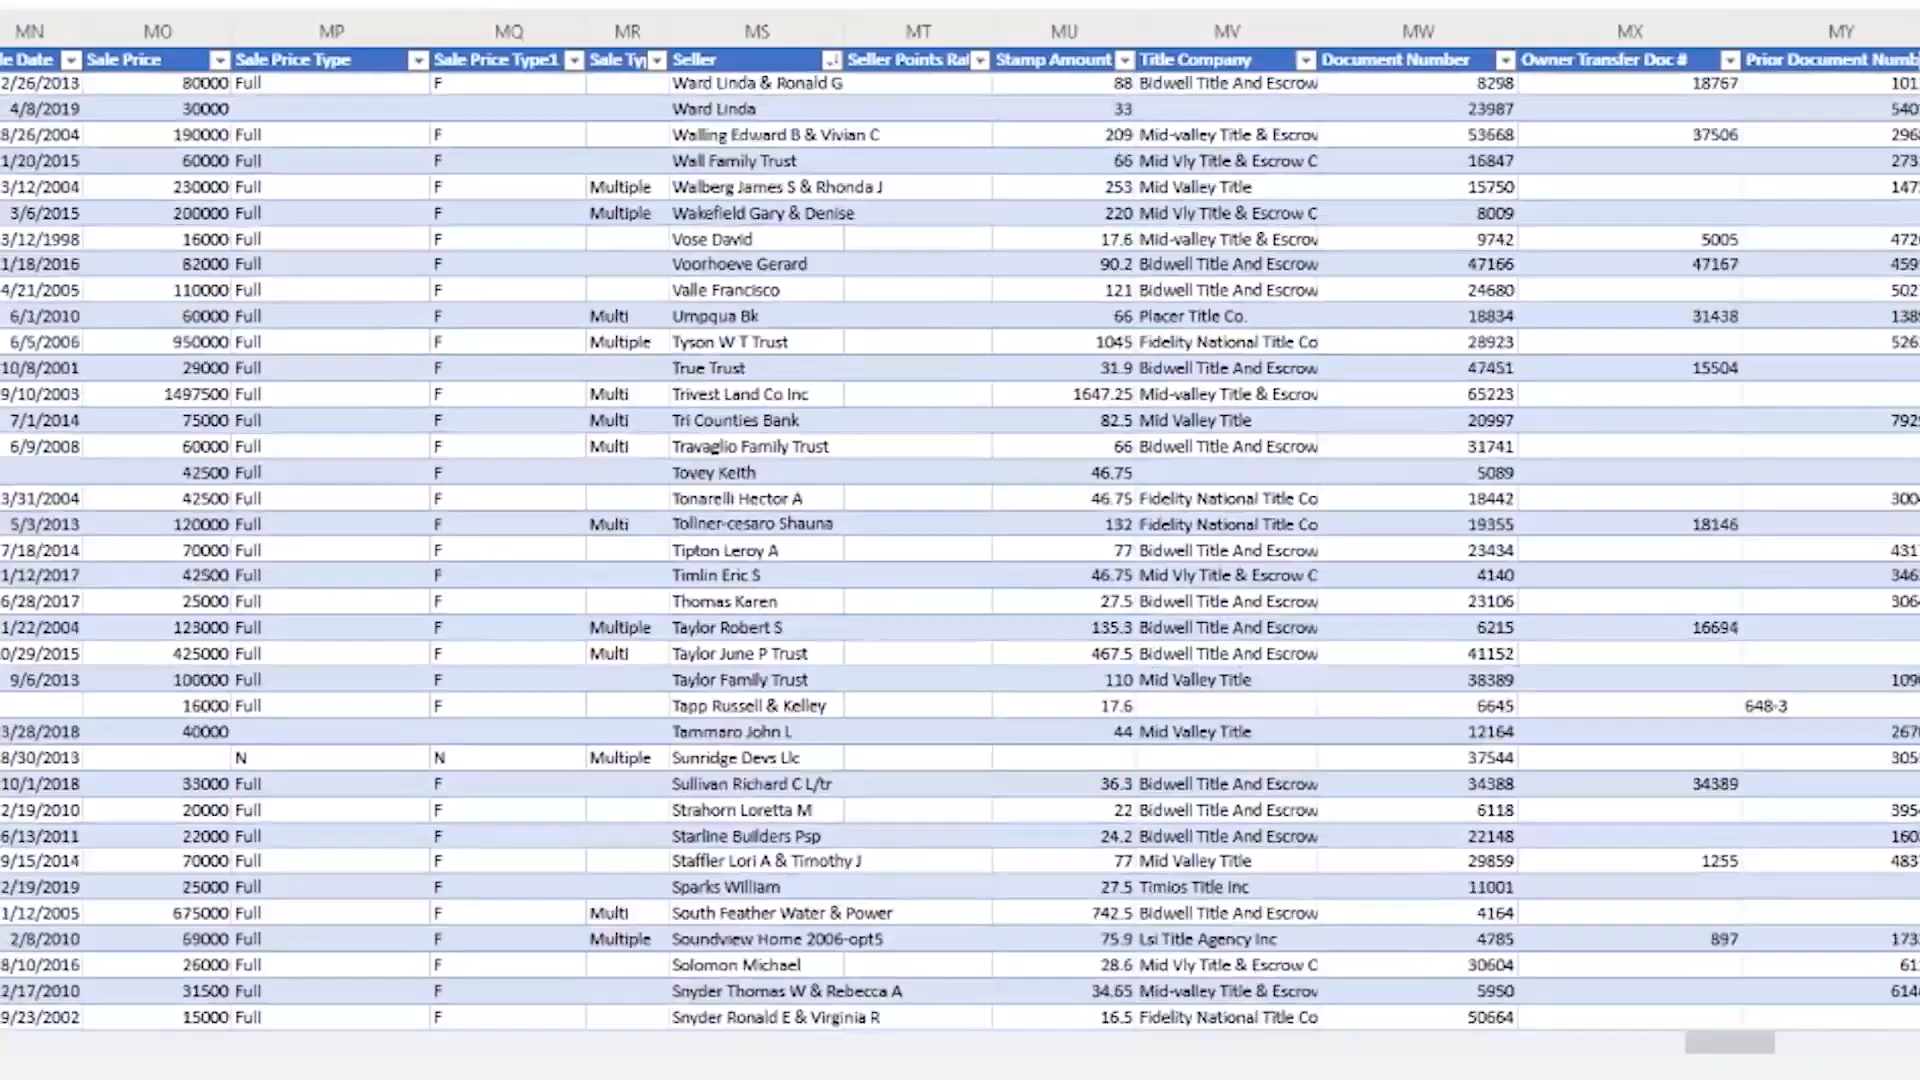 MN MO MP MQ MR MS MT MU MV MW MX MY
le Date Sale Price Sale Price Type Sale Price Type1 Sale Ty Seller Seller Points Rat Stamp Amount Title Company Document Number Owner Transfer Doc # Prior Document Numb
2/26/2013 80000 Full F Ward Linda & Ronald G 88 Bidwell Title And Escrow 8298 18767 101
4/8/2019 30000 Ward Linda 33 23987 540
8/26/2004 190000 Full F Walling Edward B & Vivian C 209 Mid-valley Title & Escrov 53668 37506 296
1/20/2015 60000 Full F Wall Family Trust 66 Mid Vly Title & Escrow C 16847 273
3/12/2004 230000 Full F Multiple Walberg James S & Rhonda J 253 Mid Valley Title 15750 147
3/6/2015 200000 Full F Multiple Wakefield Gary & Denise 220 Mid Vly Title & Escrow C 8009
3/12/1998 16000 Full F Vose David 17.6 Mid-valley Title & Escrov 9742 5005 472
1/18/2016 82000 Full F Voorhoeve Gerard 90.2 Bidwell Title And Escrow 47166 47167 459
4/21/2005 110000 Full F Valle Francisco 121 Bidwell Title And Escrow 24680 502
6/1/2010 60000 Full F Multi Umpqua Bk 66 Placer Title Co. 18834 31438 138
6/5/2006 950000 Full F Multiple Tyson W T Trust 1045 Fidelity National Title Co 28923 526
10/8/2001 29000 Full F True Trust 31.9 Bidwell Title And Escrow 47451 15504
9/10/2003 1497500 Full F Multi Trivest Land Co Inc 1647.25 Mid-valley Title & Escrov 65223
7/1/2014 75000 Full F Multi Tri Counties Bank 82.5 Mid Valley Title 20997 792
6/9/2008 60000 Full F Multi Travaglio Family Trust 66 Bidwell Title And Escrow 31741
42500 Full F Tovey Keith 46.75 5089
3/31/2004 42500 Full F Tonarelli Hector A 46.75 Fidelity National Title Co 18442 300
5/3/2013 120000 Full F Multi Tollner-cesaro Shauna 132 Fidelity National Title Co 19355 18146
7/18/2014 70000 Full F Tipton Leroy A 77 Bidwell Title And Escrow 23434 431
1/12/2017 42500 Full F Timlin Eric S 46.75 Mid Vly Title & Escrow C 4140 346
6/28/2017 25000 Full F Thomas Karen 27.5 Bidwell Title And Escrow 23106 306
1/22/2004 123000 Full F Multiple Taylor Robert S 135.3 Bidwell Title And Escrow 6215 16694
0/29/2015 425000 Full F Multi Taylor June P Trust 467.5 Bidwell Title And Escrow 41152
9/6/2013 100000 Full F Taylor Family Trust 110 Mid Valley Title 38389 109
16000 Full F Tapp Russell & Kelley 17.6 6645 648-3
3/28/2018 40000 Tammaro John L 44 Mid Valley Title 12164 267
8/30/2013 N N Multiple Sunridge Devs Llc 37544 305
10/1/2018 33000 Full F Sullivan Richard C L/tr 36.3 Bidwell Title And Escrow 34388 34389
2/19/2010 20000 Full F Strahorn Loretta M 22 Bidwell Title And Escrow 6118 395
6/13/2011 22000 Full F Starline Builders Psp 24.2 Bidwell Title And Escrow 22148 160
9/15/2014 70000 Full F Staffler Lori A & Timothy J 77 Mid Valley Title 29859 1255 483
2/19/2019 25000 Full F Sparks William 27.5 Timios Title Inc 11001
1/12/2005 675000 Full F Multi South Feather Water & Power 742.5 Bidwell Title And Escrow 4164
2/8/2010 69000 Full F Multiple Soundview Home 2006-opt5 75.9 Lsi Title Agency Inc 4785 897 173
8/10/2016 26000 Full F Solomon Michael 28.6 Mid Vly Title & Escrow C 30604 61
2/17/2010 31500 Full F Snyder Thomas W & Rebecca A 34.65 Mid-valley Title & Escrov 5950 614
9/23/2002 15000 Full F Snyder Ronald E & Virginia R 16.5 Fidelity National Title Co 50664